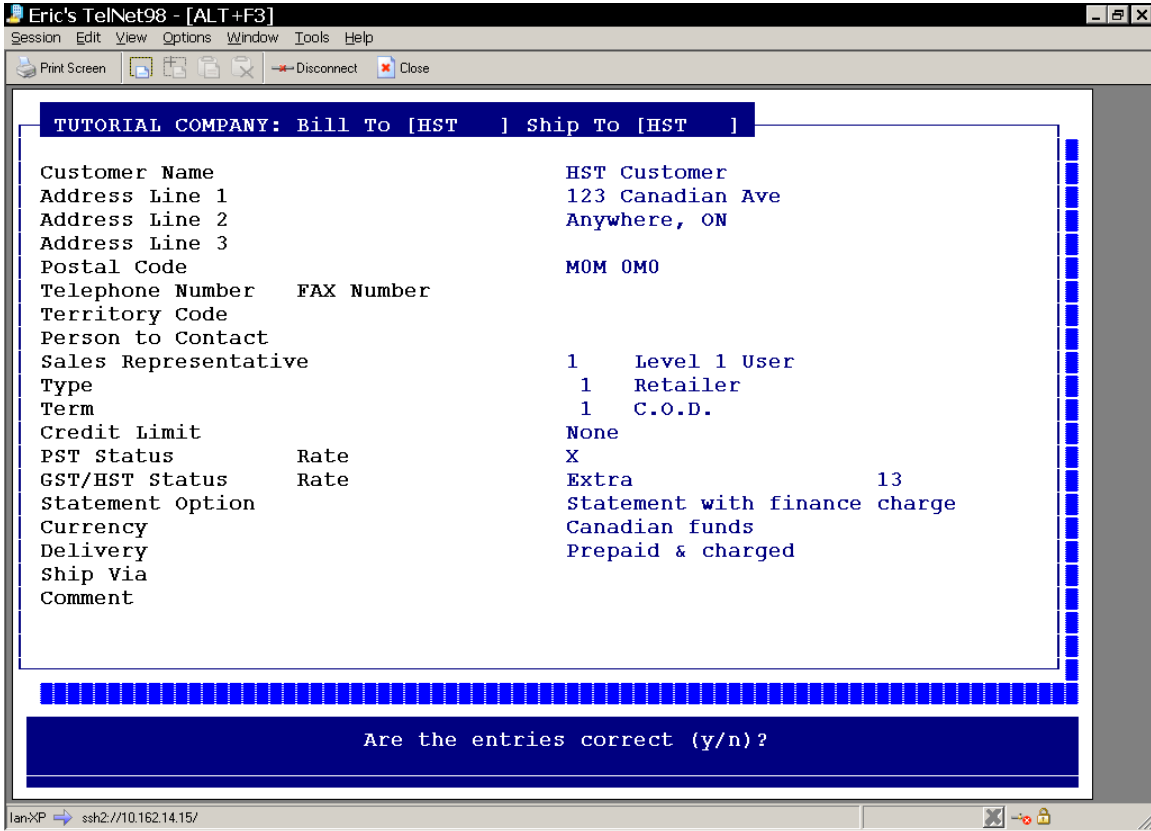 Eric's TelNet98 - [ALT+F3]
Session Edit View Options Window Tools Help
Print Screen Disconnect Close
TUTORIAL COMPANY: Bill To [HST ] Ship To [HST ]
Customer Name HST Customer
Address Line 1 123 Canadian Ave
Address Line 2 Anywhere, ON
Address Line 3
Postal Code M0M 0M0
Telephone Number FAX Number
Territory Code
Person to Contact
Sales Representative 1 Level 1 User
Type 1 Retailer
Term 1 C.O.D.
Credit Limit None
PST Status Rate X
GST/HST Status Rate Extra 13
Statement Option Statement with finance charge
Currency Canadian funds
Delivery Prepaid & charged
Ship Via
Comment
Are the entries correct (y/n)?
Ian-XP ssh2://10.162.14.15/